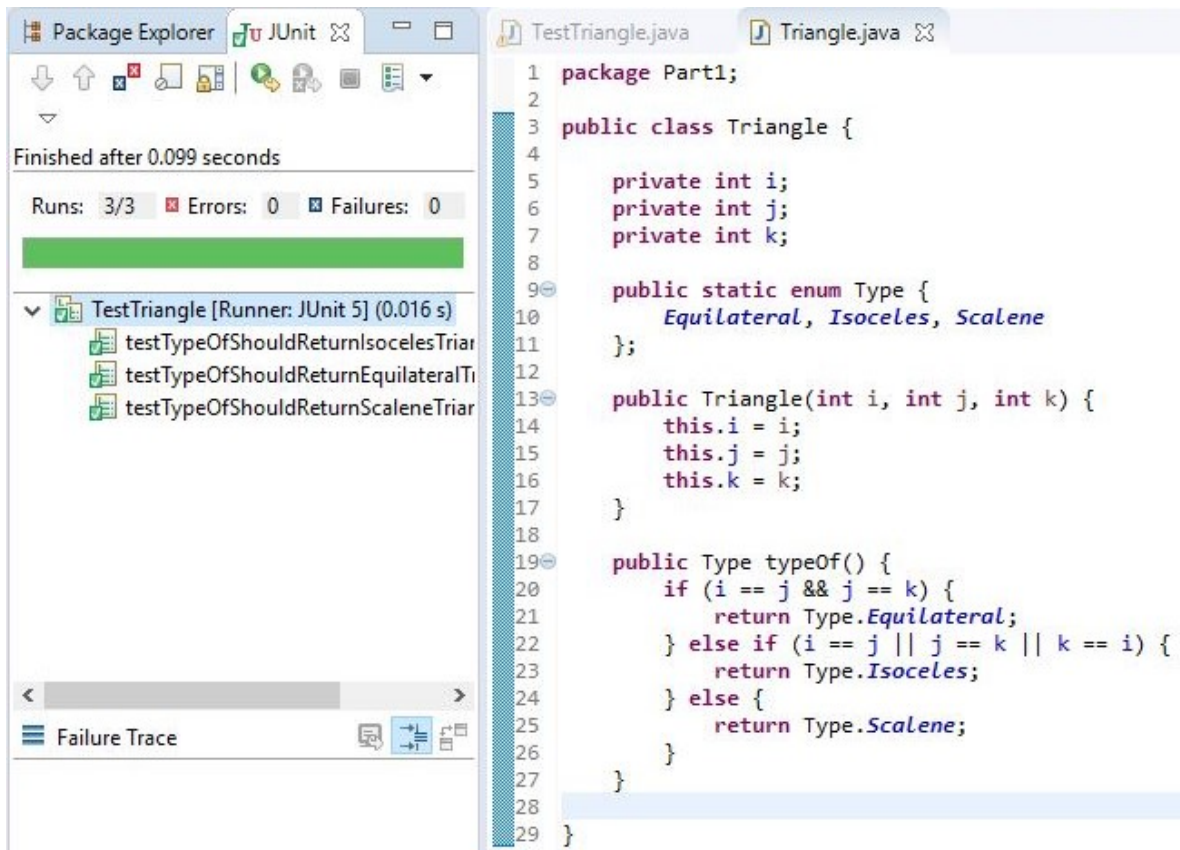 Package Explorer JUnit
Finished after 0.099 seconds
Runs: 3/3 Errors: 0 Failures: 0
TestTriangle [Runner: JUnit 5] (0.016 s)
testTypeOfShouldReturnIsocelesTriar
testTypeOfShouldReturnEquilateralTr
testTypeOfShouldReturnScaleneTriar
Failure Trace
TestTriangle.java Triangle.java
1 package Part1;
2
3 public class Triangle {
4
5 private int i;
6 private int j;
7 private int k;
8
9 public static enum Type {
10 Equilateral, Isoceles, Scalene
11 };
12
13 public Triangle(int i, int j, int k) {
14 this.i = i;
15 this.j = j;
16 this.k = k;
17 }
18
19 public Type typeOf() {
20 if (i == j && j == k) {
21 return Type.Equilateral;
22 } else if (i == j || j == k || k == i) {
23 return Type.Isoceles;
24 } else {
25 return Type.Scalene;
26 }
27 }
28
29 }